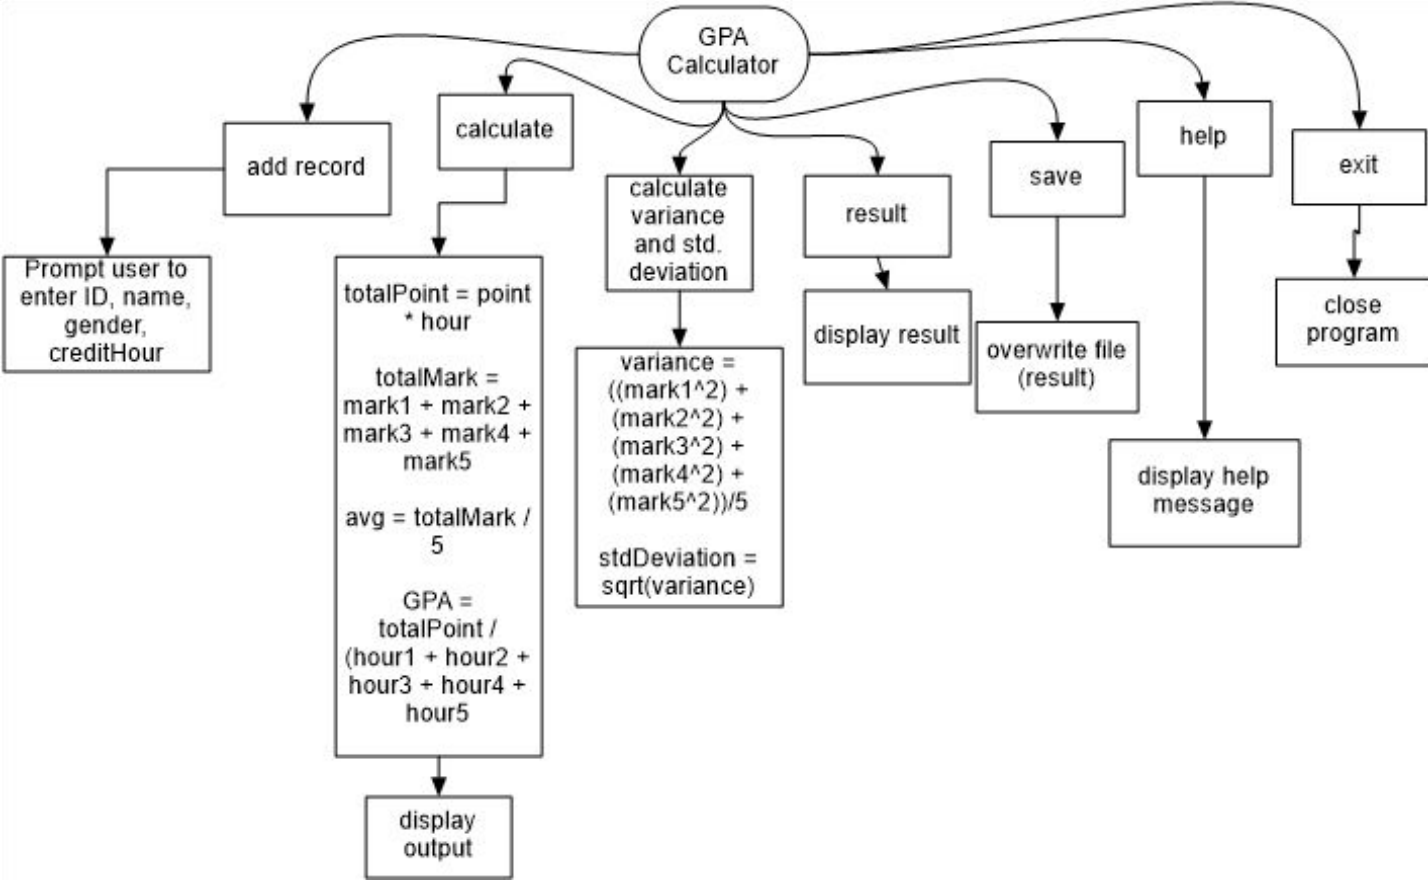 GPA
Calculator
add record
calculate
calculate
variance
and std.
deviation
result
save
help
exit
Prompt user to
enter ID, name,
gender,
creditHour
totalPoint = point
* hour
totalMark =
mark1 + mark2 +
mark3 + mark4 +
mark5
avg = totalMark /
5
GPA =
totalPoint /
(hour1 + hour2 +
hour3 + hour4 +
hour5
display
output
variance =
((mark1^2) +
(mark2^2) +
(mark3^2) +
(mark4^2) +
(mark5^2))/5
stdDeviation =
sqrt(variance)
display result
overwrite file
(result)
display help
message
close
program